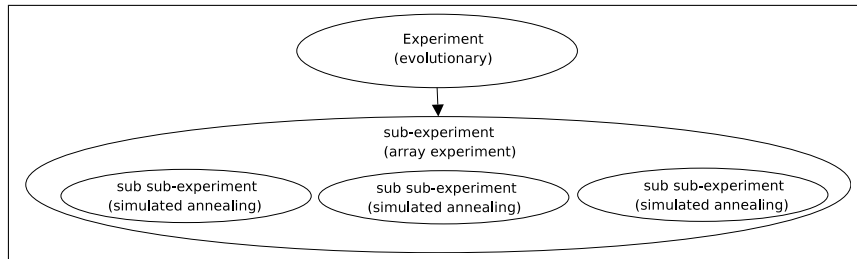 Experiment
(evolutionary)
sub-experiment
(array experiment)
sub sub-experiment
(simulated annealing)
sub sub-experiment
(simulated annealing)
sub sub-experiment
(simulated annealing)